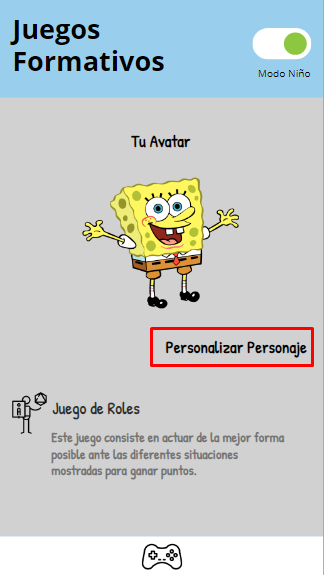 Juegos
Formativos
Modo Niño
Tu Avatar
Personalizar Personaje
Juego de Roles
Este juego consiste en actuar de la mejor forma
posible ante las diferentes situaciones
mostradas para ganar puntos.